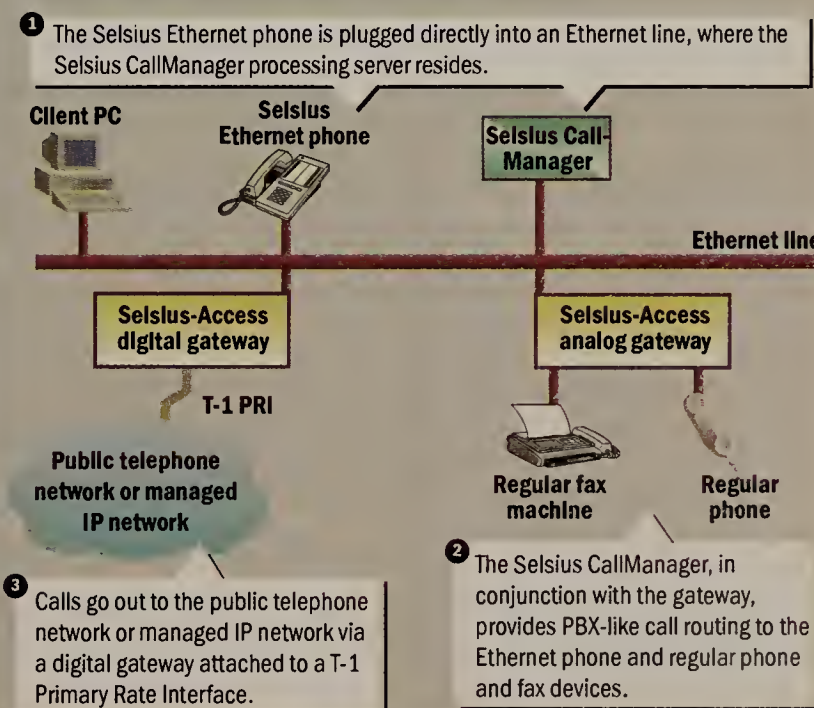 1 The Selsius Ethernet phone is plugged directly into an Ethernet line, where the
Selsius CallManager processing server resides.
Client PC
Selsius
Ethernet phone
Selsius Call-
Manager
Ethernet line
Selsius-Access
digital gateway
Selsius-Access
analog gateway
T-1 PRI
Public telephone
network or managed
IP network
Regular fax
machine
Regular
phone
2 The Selsius CallManager, in
conjunction with the gateway,
provides PBX-like call routing to the
Ethernet phone and regular phone
and fax devices.
3 Calls go out to the public telephone
network or managed IP network via
a digital gateway attached to a T-1
Primary Rate Interface.